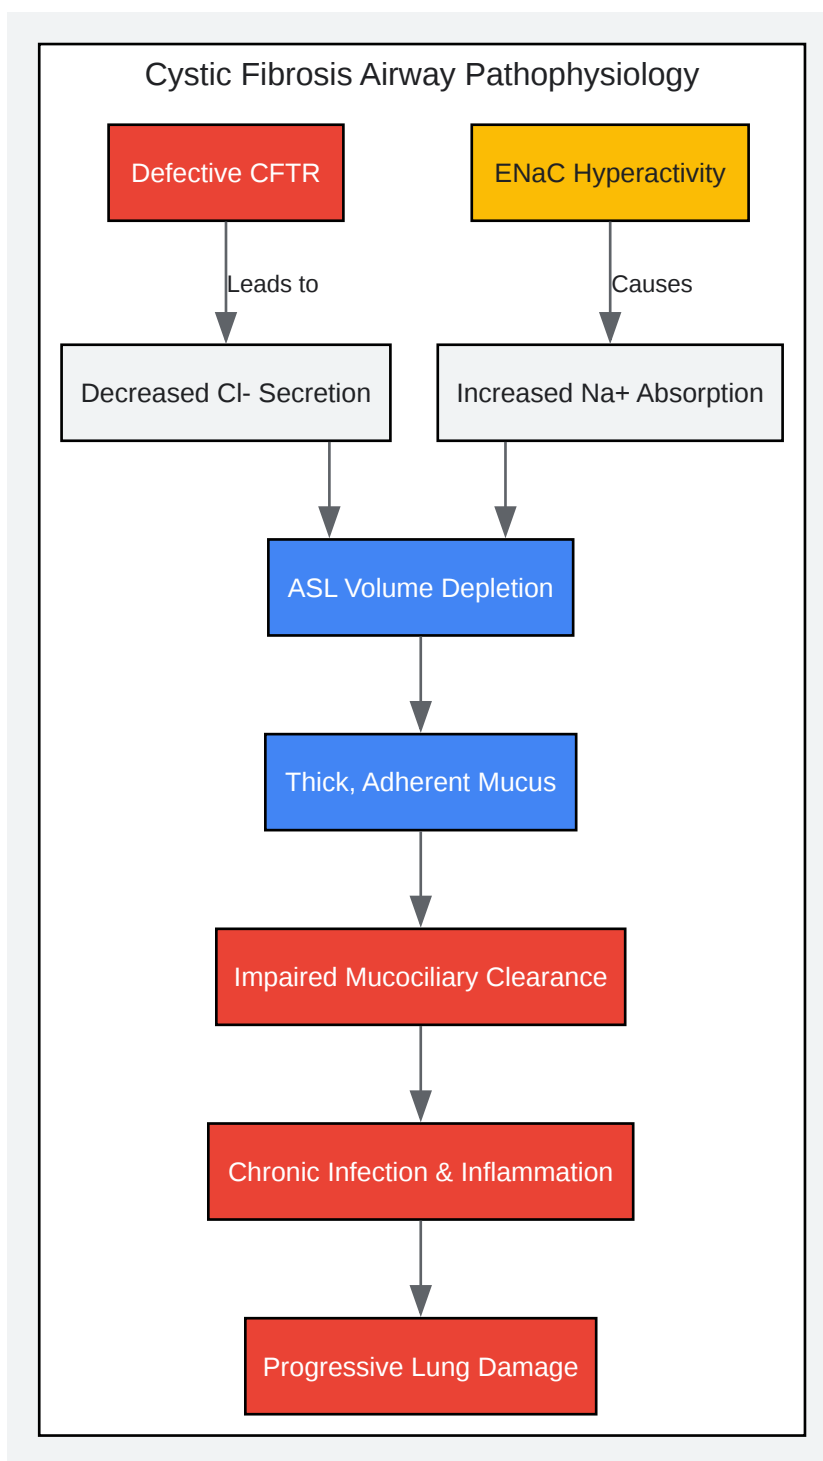 Cystic Fibrosis Airway Pathophysiology
Defective CFTR
ENaC Hyperactivity
Leads to
Causes
Decreased Cl- Secretion
Increased Na+ Absorption
ASL Volume Depletion
Thick, Adherent Mucus
Impaired Mucociliary Clearance
Chronic Infection & Inflammation
Progressive Lung Damage